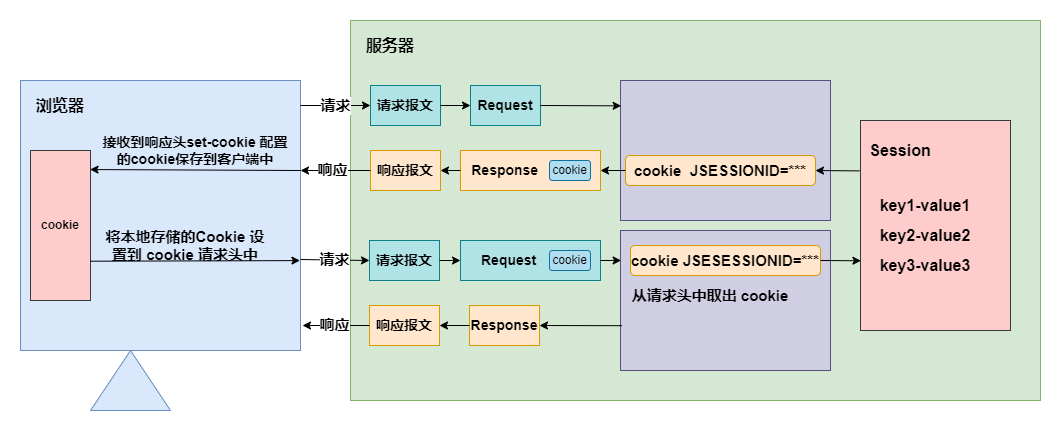 服务器
浏览器
请求
请求报文
Request
接收到响应头set-cookie 配置
的cookie保存到客户端中
响应
响应报文
Response
cookie
cookie JSESSIONID=***
Session
key1-value1
key2-value2
key3-value3
cookie
将本地存储的Cookie 设
置到 cookie 请求头中
请求
请求报文
Request
cookie
cookie JSESESSIONID=***
从请求头中取出 cookie
响应
响应报文
Response